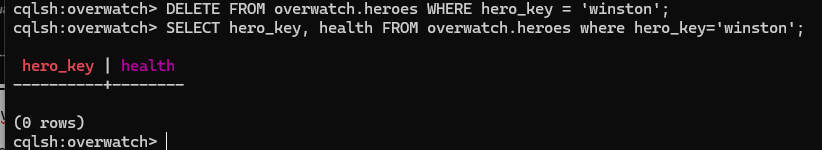 cqlsh:overwatch> DELETE FROM overwatch.heroes WHERE hero_key = 'winston';
cqlsh:overwatch> SELECT hero_key, health FROM overwatch.heroes where hero_key='winston';
hero_key | health
----------+--------
(0 rows)
cqlsh:overwatch>